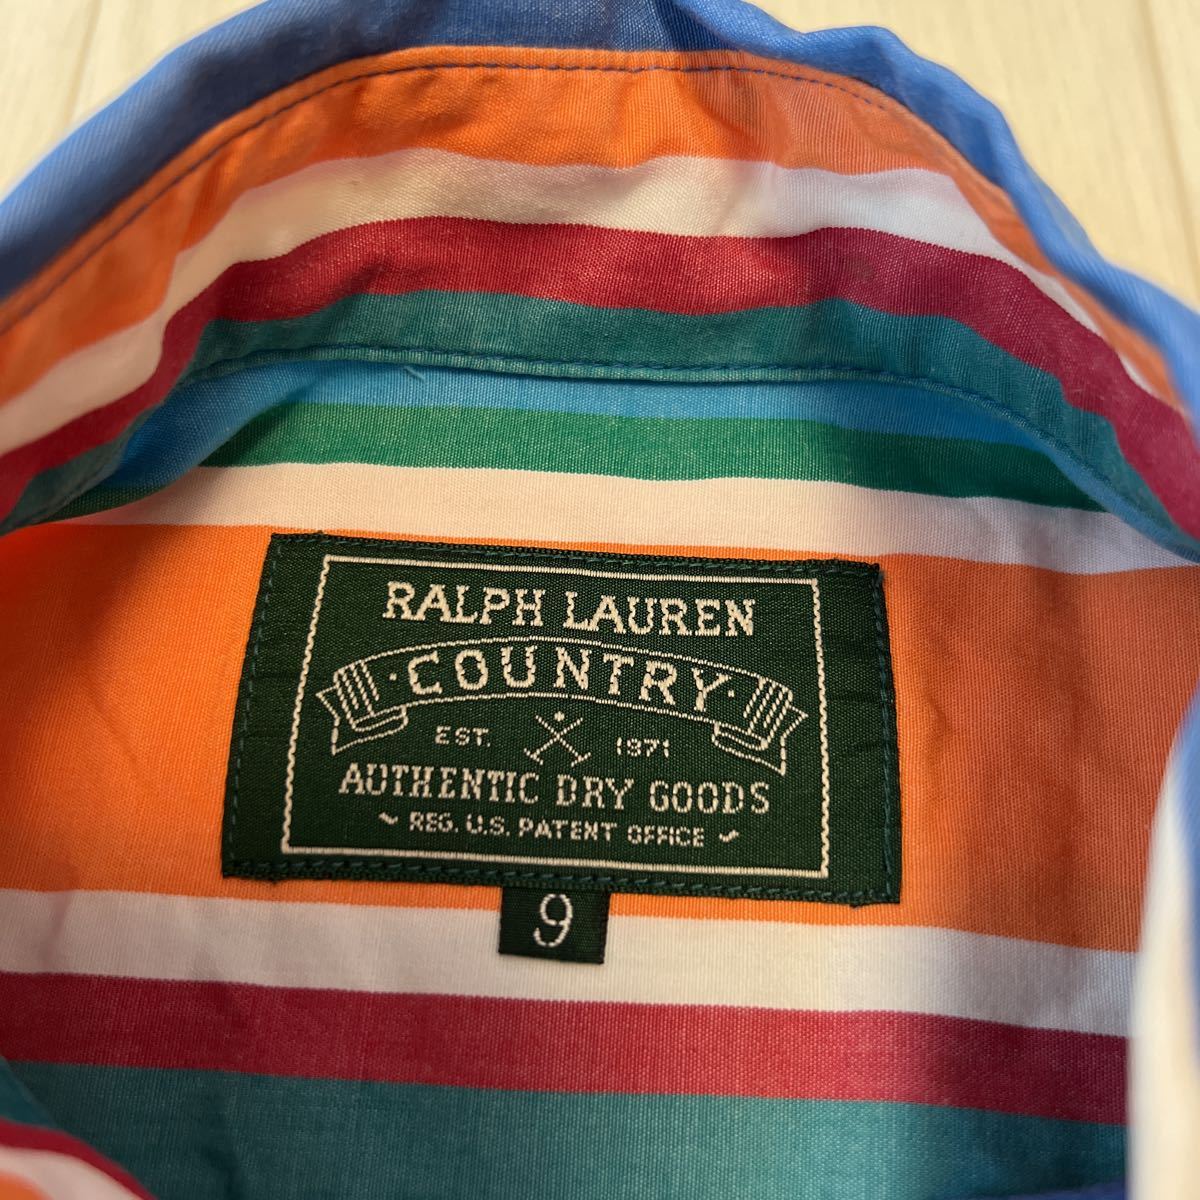 RALPH LAUREN
·COUNTRY·
EST. 1971
AUTHENTIC DRY GOODS
REG. U.S. PATENT OFFICE
9